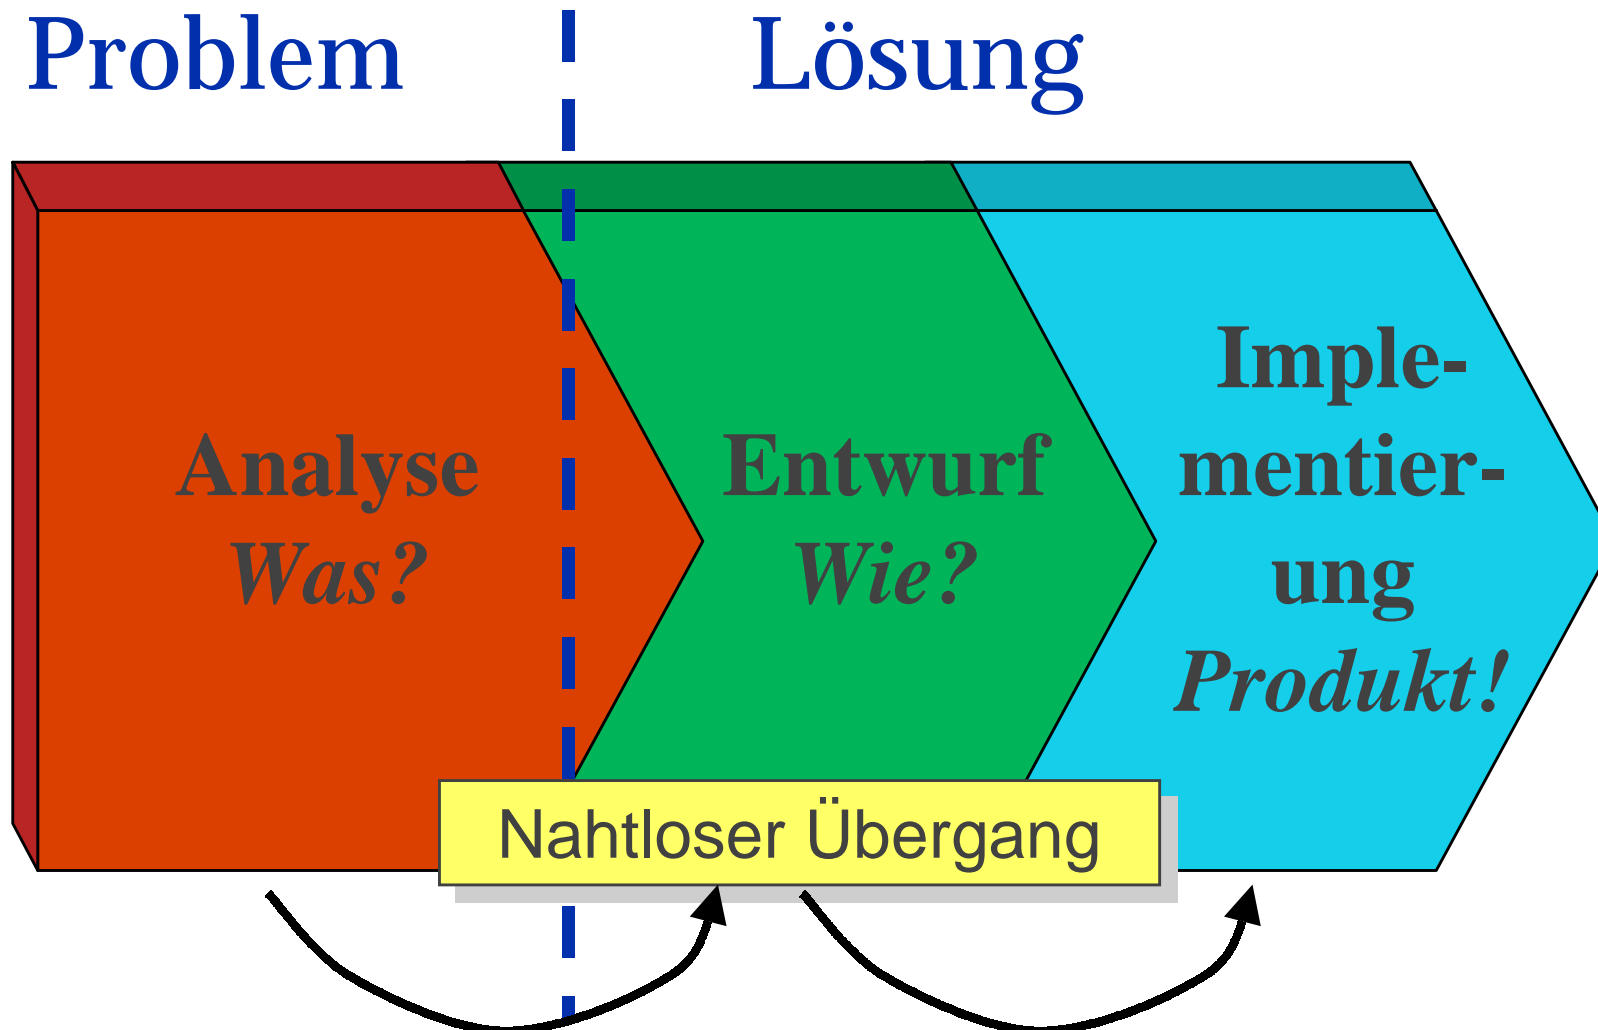 Problem
Lösung
Analyse
Was?
Entwurf
Wie?
Imple-
mentier-
ung
Produkt!
Nahtloser Übergang